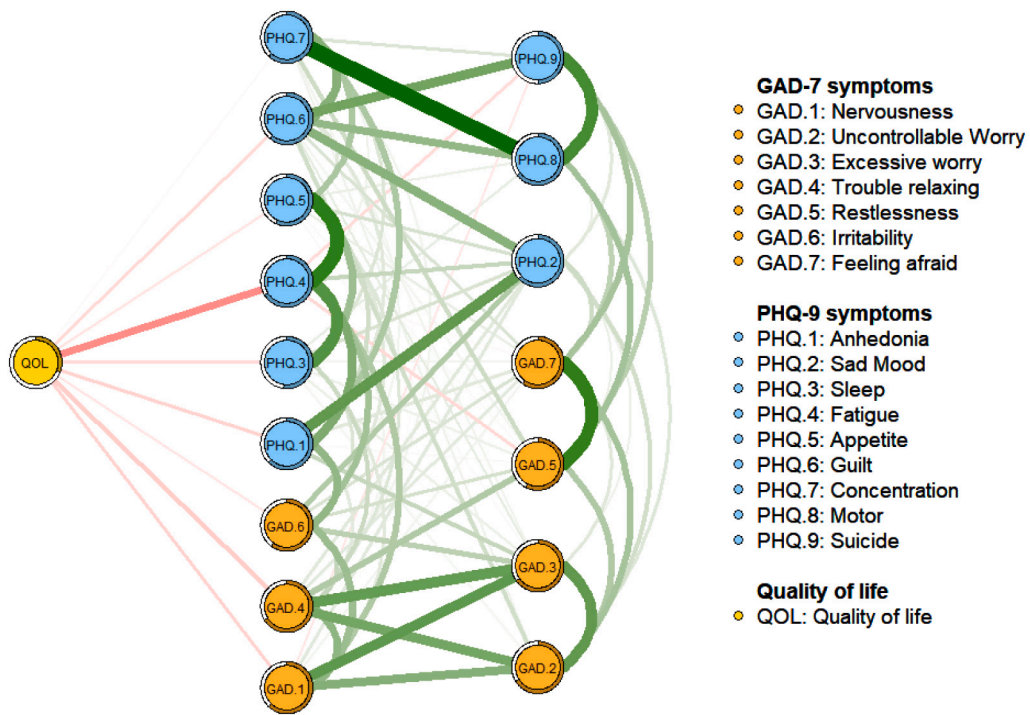 PHQ.7
PHQ.6
PHQ.5
PHQ.4
PHQ.3
PHQ.1
GAD.6
GAD.4
GAD.1
QOL
PHQ.9
PHQ.8
PHQ.2
GAD.7
GAD.5
GAD.3
GAD.2
GAD-7 symptoms
GAD.1: Nervousness
GAD.2: Uncontrollable Worry
GAD.3: Excessive worry
GAD.4: Trouble relaxing
GAD.5: Restlessness
GAD.6: Irritability
GAD.7: Feeling afraid
PHQ-9 symptoms
PHQ.1: Anhedonia
PHQ.2: Sad Mood
PHQ.3: Sleep
PHQ.4: Fatigue
PHQ.5: Appetite
PHQ.6: Guilt
PHQ.7: Concentration
PHQ.8: Motor
PHQ.9: Suicide
Quality of life
QOL: Quality of life